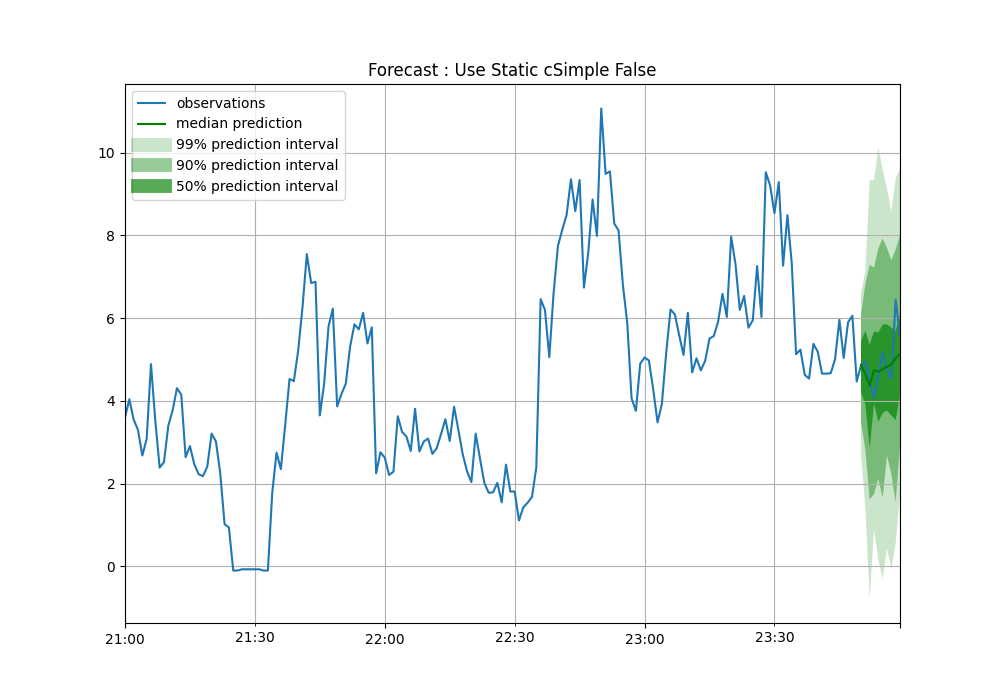 Forecast : Use Static cSimple False
observations
median prediction
99% prediction interval
90% prediction interval
50% prediction interval
10
8
6
4
2
0
21:00
21:30
22:00
22:30
23:00
23:30